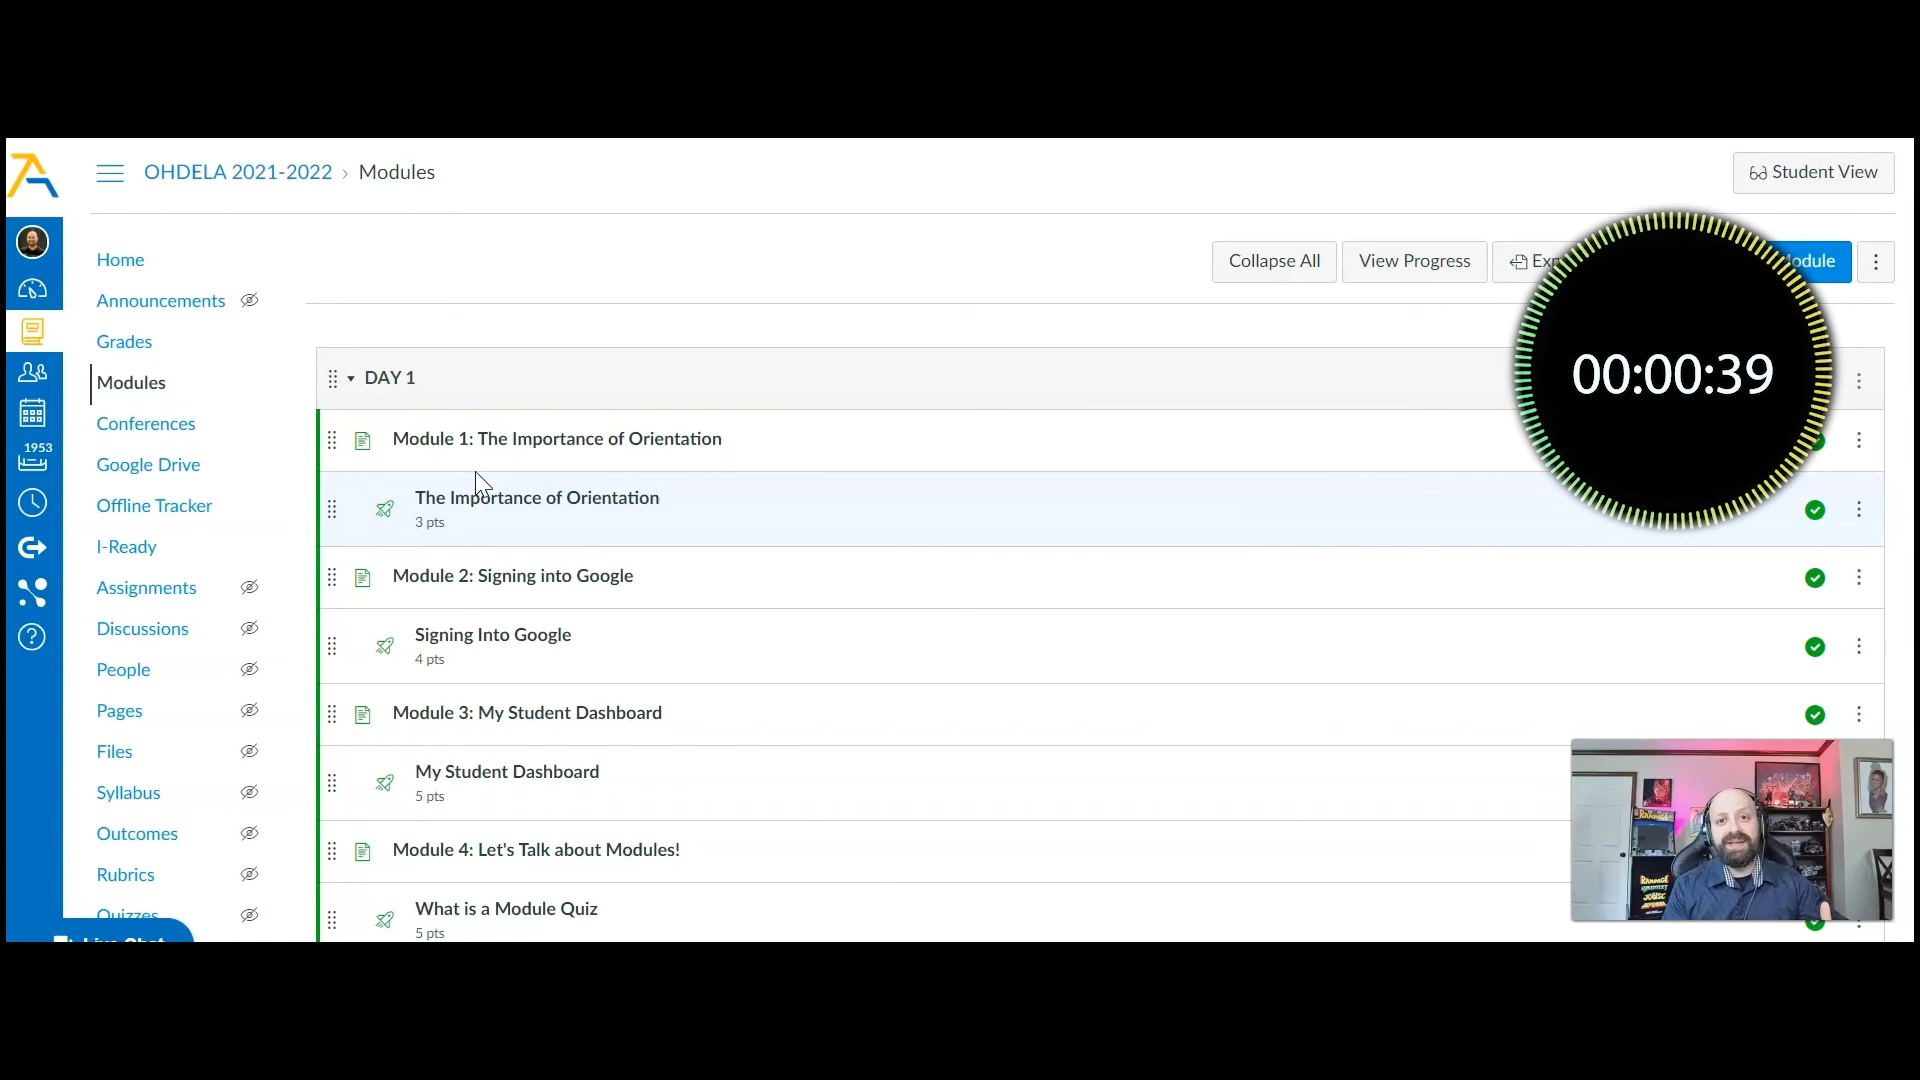 OHDELA 2021-2022 › Modules
Student View
Home
Announcements
Grades
Modules
Conferences
Google Drive
Offline Tracker
I-Ready
Assignments
Discussions
People
Pages
Files
Syllabus
Outcomes
Rubrics
Quizzes
1953
Collapse All
View Progress
00:00:39
DAY 1
Module 1: The Importance of Orientation
The Importance of Orientation
3 pts
Module 2: Signing into Google
Signing Into Google
4 pts
Module 3: My Student Dashboard
My Student Dashboard
5 pts
Module 4: Let's Talk about Modules!
What is a Module Quiz
5 pts
Live Chat
RAMPAGE